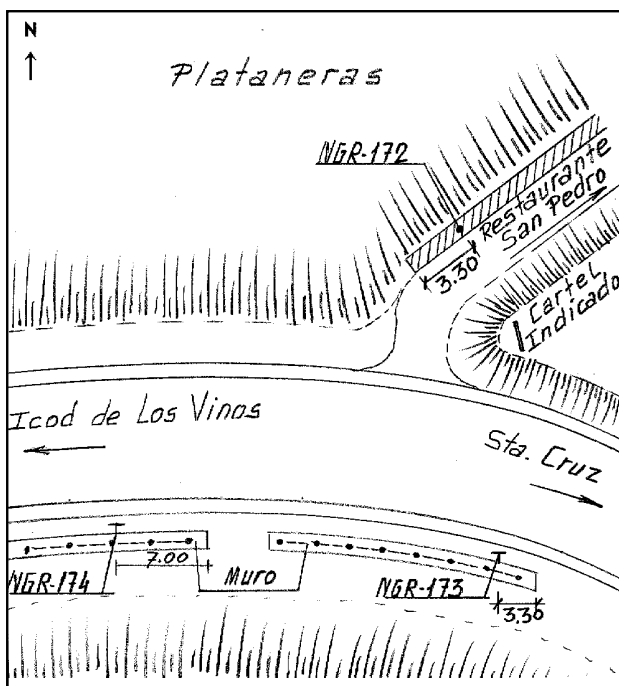 N
Plataneras
NGR-172
Restaurante
San Pedro
3.30
Cartel
Indicado
Icod de Los Vinos
Sta. Cruz
7.00
NGR-174
Muro
NGR-173
3.30